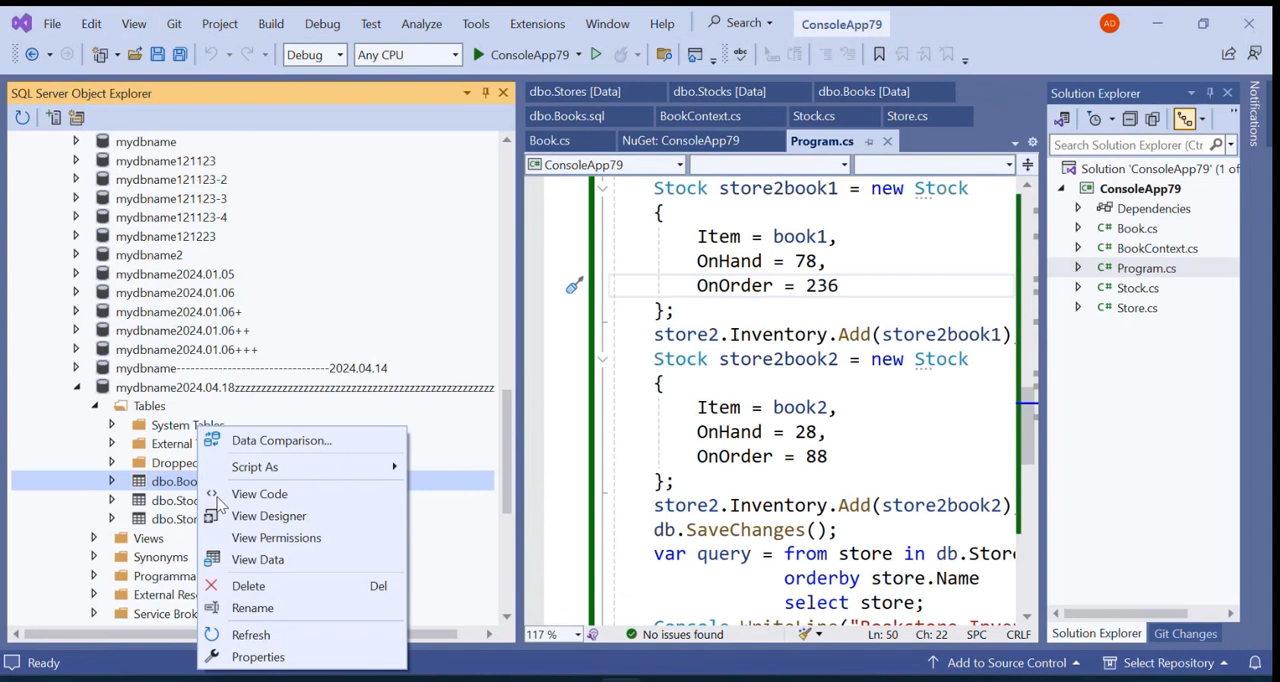 File Edit View Git Project Build Debug Test Analyze Tools Extensions Window Help Search ConsoleApp79 AD
Debug Any CPU ConsoleApp79
SQL Server Object Explorer
mydbname
mydbname121123
mydbname121123-2
mydbname121123-3
mydbname121123-4
mydbname121223
mydbname2
mydbname2024.01.05
mydbname2024.01.06
mydbname2024.01.06+
mydbname2024.01.06++
mydbname2024.01.06+++
mydbname---------------------------------2024.04.14
mydbname2024.04.18zzzzzzzzzzzzzzzzzzzzzzzzzzzzzzzzzzzzzzzzzzzzz
Tables
System Tables
External
Dropped
dbo.Boo
dbo.Stoc
dbo.Stor
Views
Synonyms
Programma
External Res
Service Brok
Data Comparison...
Script As
View Code
View Designer
View Permissions
View Data
Delete Del
Rename
Refresh
Properties
dbo.Stores [Data] dbo.Stocks [Data] dbo.Books [Data]
dbo.Books.sql BookContext.cs Stock.cs Store.cs
Book.cs NuGet: ConsoleApp79 Program.cs
C# ConsoleApp79
Stock store2book1 = new Stock
{
Item = book1,
OnHand = 78,
OnOrder = 236
};
store2.Inventory.Add(store2book1)
Stock store2book2 = new Stock
{
Item = book2,
OnHand = 28,
OnOrder = 88
};
store2.Inventory.Add(store2book2)
db.SaveChanges();
var query = from store in db.Stor
orderby store.Name
select store;
117 % No issues found Ln: 50 Ch: 22 SPC CRLF
Solution Explorer
Search Solution Explorer (Ctr
Solution 'ConsoleApp79' (1 of
C# ConsoleApp79
Dependencies
C# Book.cs
C# BookContext.cs
C# Program.cs
C# Stock.cs
C# Store.cs
Solution Explorer Git Changes
Notifications
Ready Add to Source Control Select Repository